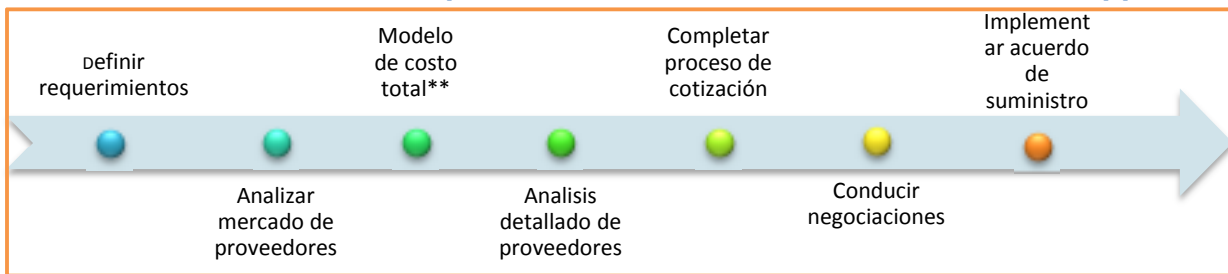 Definir
requerimientos
Analizar
mercado de
proveedores
Modelo
de costo
total**
Analisis
detallado de
proveedores
Completar
proceso de
cotización
Conducir
negociaciones
Implement
ar acuerdo
de
suministro